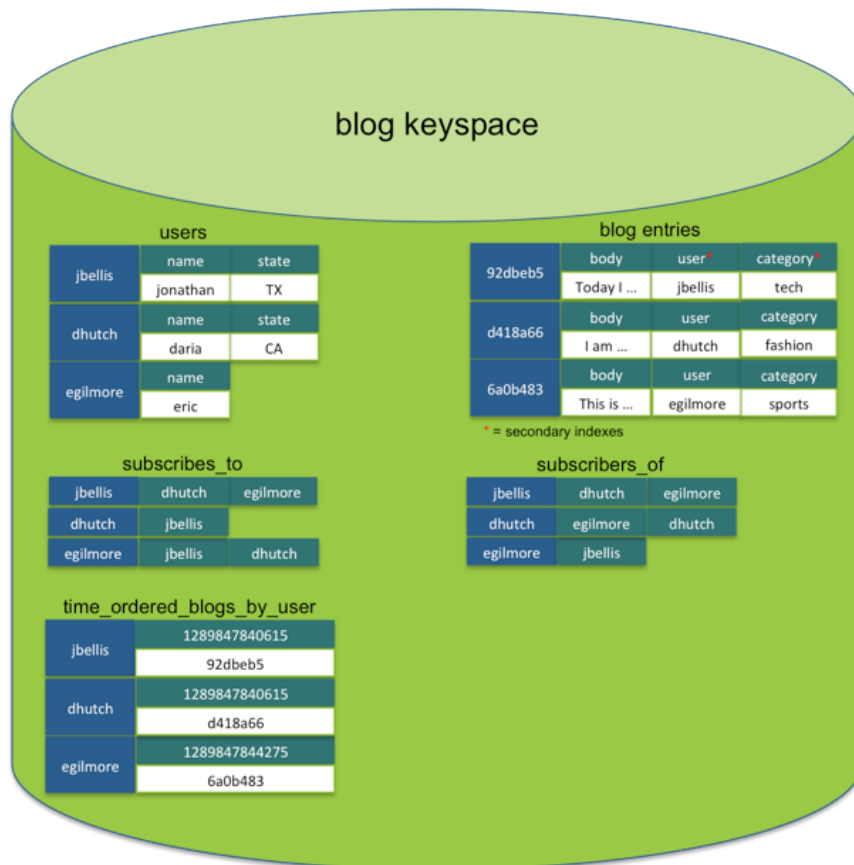 blog keyspace
users
jbellis name state
jonathan TX
dhutch name state
daria CA
egilmore name
eric
blog entries
92dbeb5 body user* category*
Today I ... jbellis tech
d418a66 body user category
I am ... dhutch fashion
6a0b483 body user category
This is ... egilmore sports
* = secondary indexes
subscribes_to
jbellis dhutch egilmore
dhutch jbellis
egilmore jbellis dhutch
subscribers_of
jbellis dhutch egilmore
dhutch egilmore dhutch
egilmore jbellis
time_ordered_blogs_by_user
jbellis 1289847840615
92dbeb5
dhutch 1289847840615
d418a66
egilmore 1289847844275
6a0b483